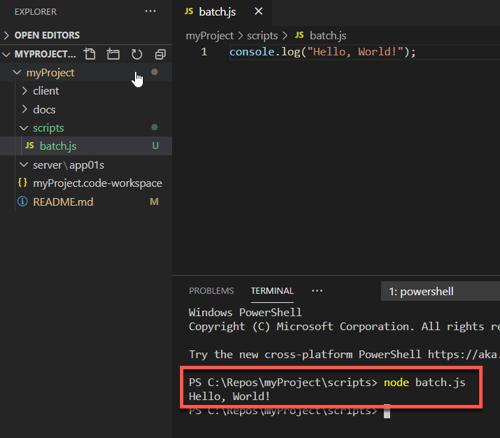 EXPLORER
OPEN EDITORS
MYPROJECT...
myProject
client
docs
scripts
JS batch.js U
server\app01s
{} myProject.code-workspace
README.md M
JS batch.js
myProject > scripts > JS batch.js
1 console.log("Hello, World!");
PROBLEMS TERMINAL ... 1: powershell
Windows PowerShell
Copyright (C) Microsoft Corporation. All rights re
Try the new cross-platform PowerShell https://aka.
PS C:\Repos\myProject\scripts> node batch.js
Hello, World!
PS C:\Repos\myProject\scripts>